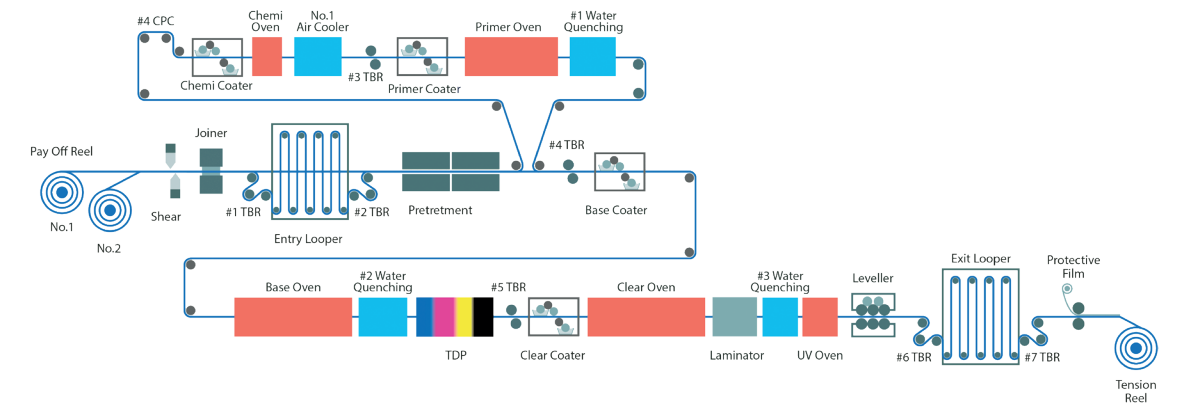 #4 CPC
Chemi
Oven
No.1
Air Cooler
Primer Oven
#1 Water
Quenching
Chemi Coater
#3 TBR
Primer Coater
Pay Off Reel
Joiner
#4 TBR
No.1
No.2
Shear
#1 TBR
#2 TBR
Entry Looper
Pretretment
Base Coater
Base Oven
#2 Water
Quenching
TDP
#5 TBR
Clear Coater
Clear Oven
Laminator
#3 Water
Quenching
UV Oven
Leveller
#6 TBR
Exit Looper
#7 TBR
Protective
Film
Tension
Reel